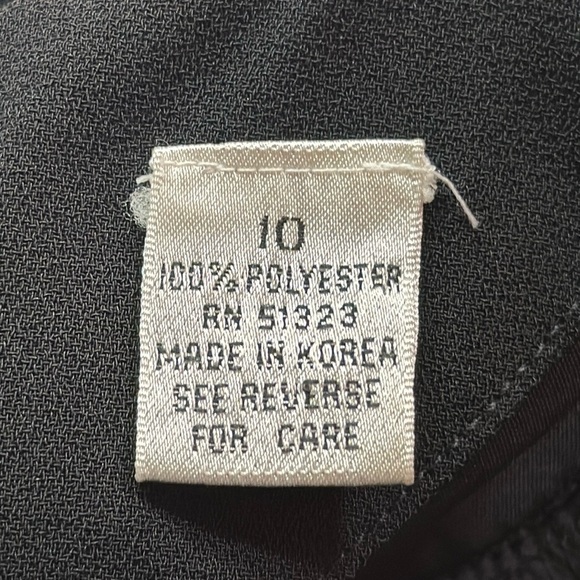 10
100% POLYESTER
RN 51323
MADE IN KOREA
SEE REVERSE
FOR CARE